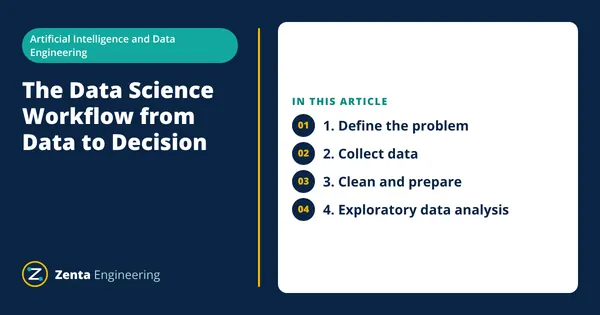 Artificial Intelligence and Data
Engineering
The Data Science
Workflow from
Data to Decision
Z Zenta Engineering
IN THIS ARTICLE
01 1. Define the problem
02 2. Collect data
03 3. Clean and prepare
04 4. Exploratory data analysis